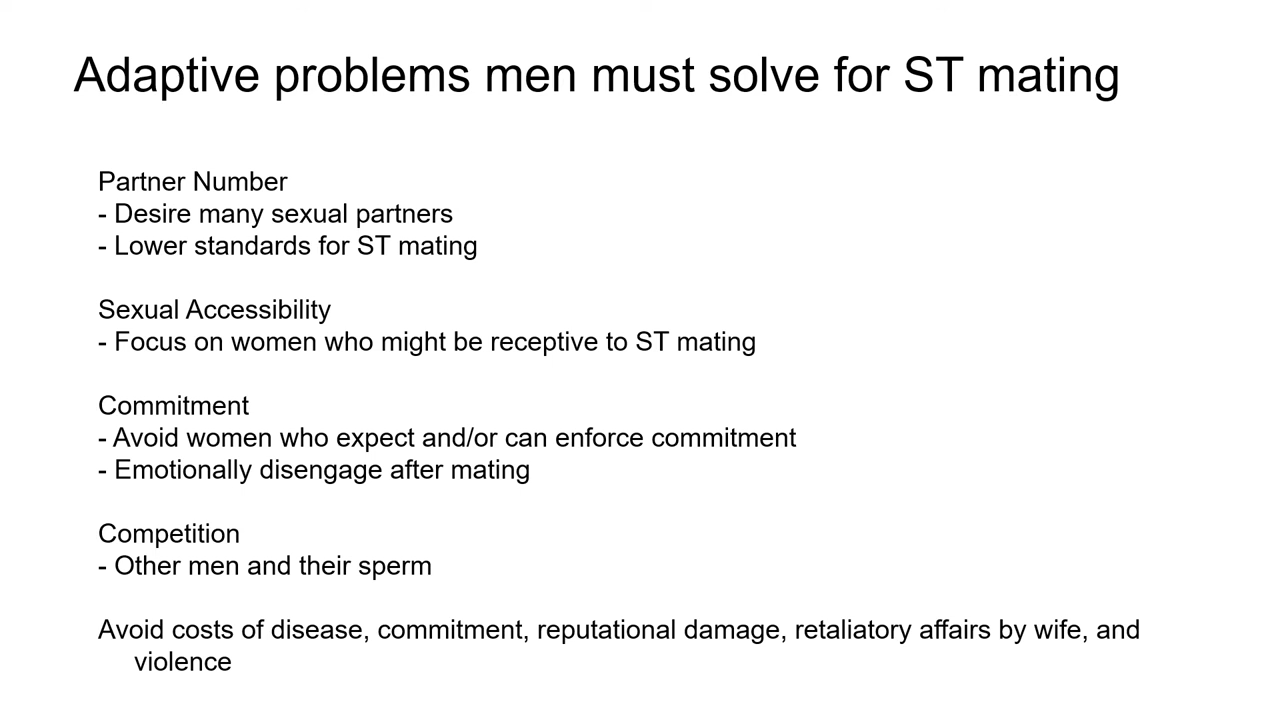 Adaptive problems men must solve for ST mating
Partner Number
- Desire many sexual partners
- Lower standards for ST mating
Sexual Accessibility
- Focus on women who might be receptive to ST mating
Commitment
- Avoid women who expect and/or can enforce commitment
- Emotionally disengage after mating
Competition
- Other men and their sperm
Avoid costs of disease, commitment, reputational damage, retaliatory affairs by wife, and
violence